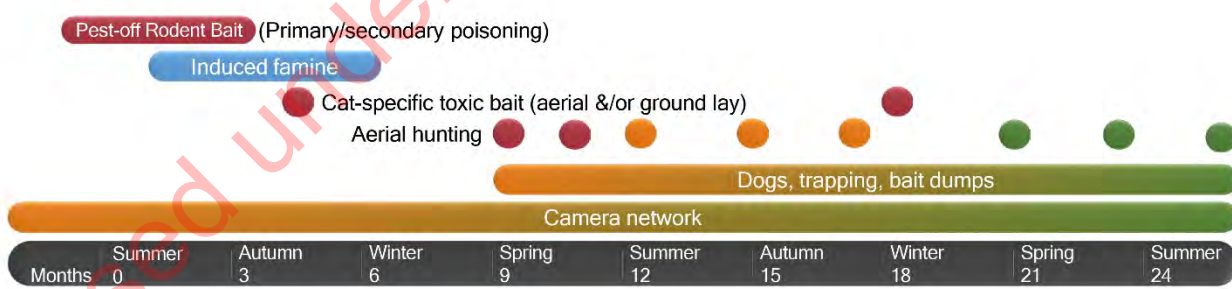 Pest-off Rodent Bait (Primary/secondary poisoning)
Induced famine
Cat-specific toxic bait (aerial &/or ground lay)
Aerial hunting
Dogs, trapping, bait dumps
Camera network
Summer Autumn Winter Spring Summer Autumn Winter Spring Summer
Months 0 3 6 9 12 15 18 21 24